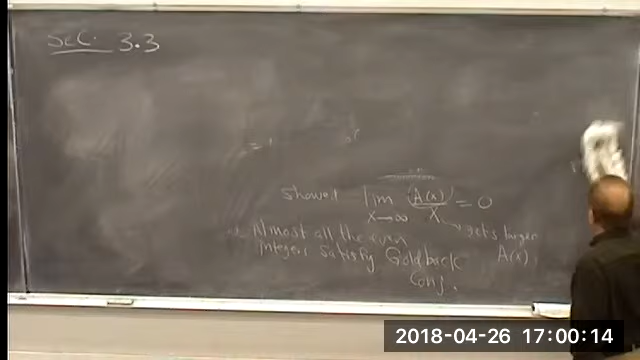 Sec. 3.3
Showed lim A(x) / X = 0
X→∞
gets larger
Almost all the even
A(x).
integers satisfy Goldback
Conj.
2018-04-26 17:00:14